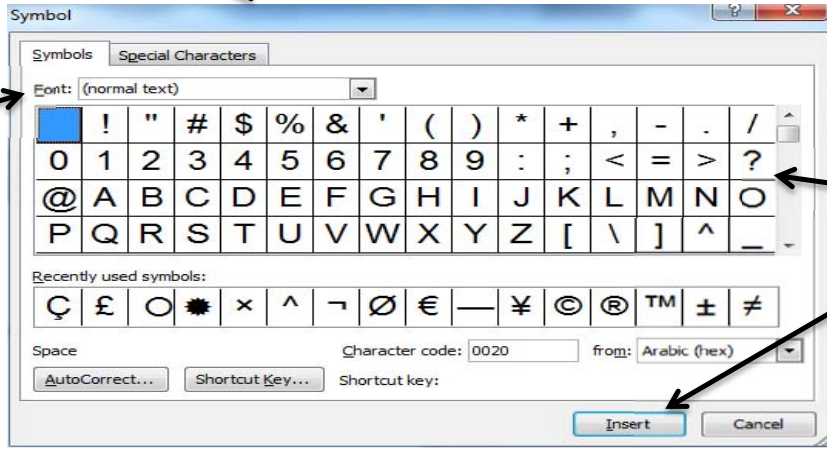 Symbol
Symbols Special Characters
Font: (normal text)
! " # $ % & ' ( ) * + , - . /
0 1 2 3 4 5 6 7 8 9 : ; < = > ?
@ A B C D E F G H I J K L M N O
P Q R S T U V W X Y Z [ \ ] ^ _
Recently used symbols:
Ç £ ○ ✹ × ^ ¬ Ø € — ¥ © ® ™ ± ≠
Space Character code: 0020 from: Arabic (hex)
AutoCorrect... Shortcut Key... Shortcut key:
Insert Cancel